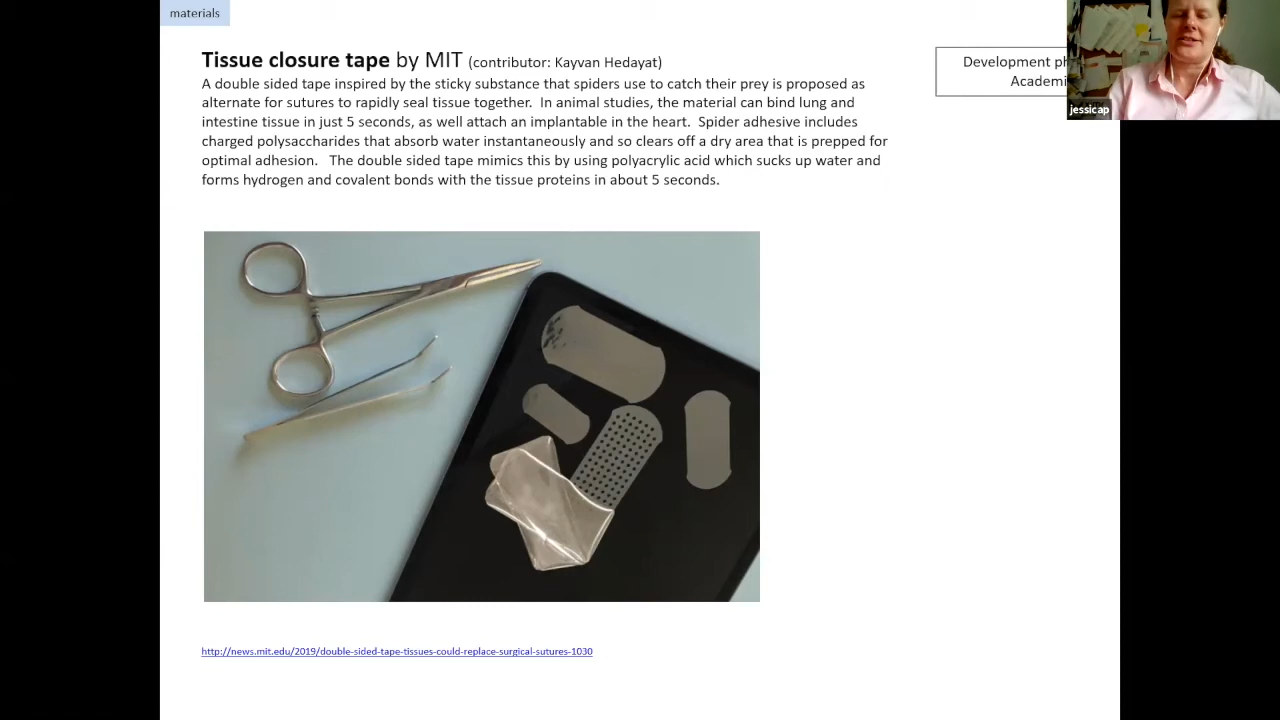 materials
Tissue closure tape by MIT (contributor: Kayvan Hedayat)
A double sided tape inspired by the sticky substance that spiders use to catch their prey is proposed as
alternate for sutures to rapidly seal tissue together. In animal studies, the material can bind lung and
intestine tissue in just 5 seconds, as well attach an implantable in the heart. Spider adhesive includes
charged polysaccharides that absorb water instantaneously and so clears off a dry area that is prepped for
optimal adhesion. The double sided tape mimics this by using polyacrylic acid which sucks up water and
forms hydrogen and covalent bonds with the tissue proteins in about 5 seconds.
Development
jessicap
http://news.mit.edu/2019/double-sided-tape-tissues-could-replace-surgical-sutures-1030